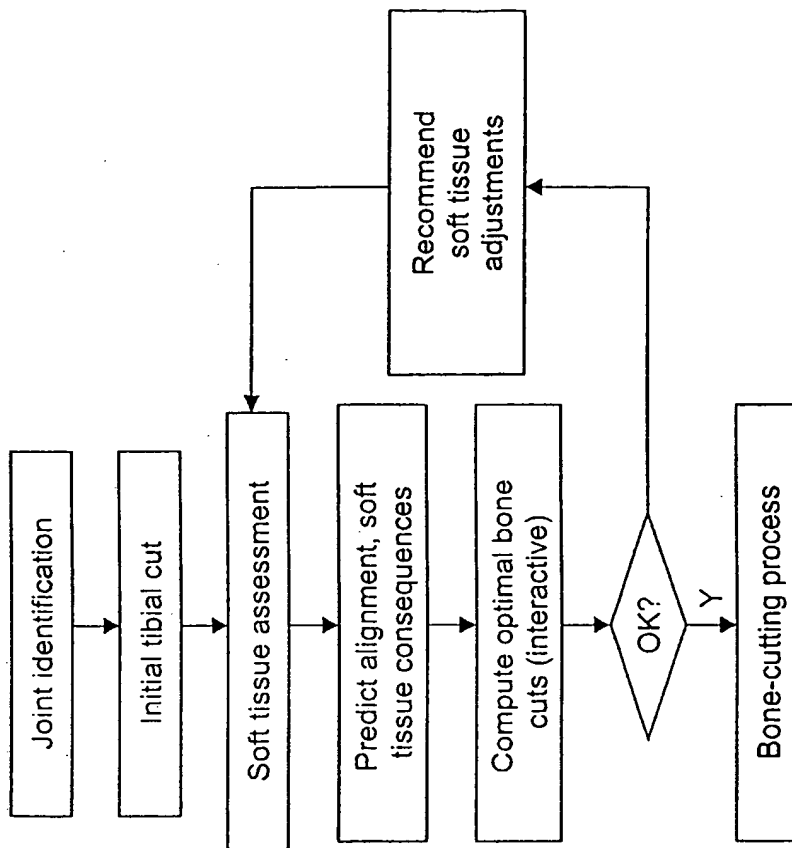 Joint identification
Initial tibial cut
Soft tissue assessment
Predict alignment, soft
tissue consequences
Compute optimal bone
cuts (interactive)
OK?
Y
Bone-cutting process
Recommend
soft tissue
adjustments